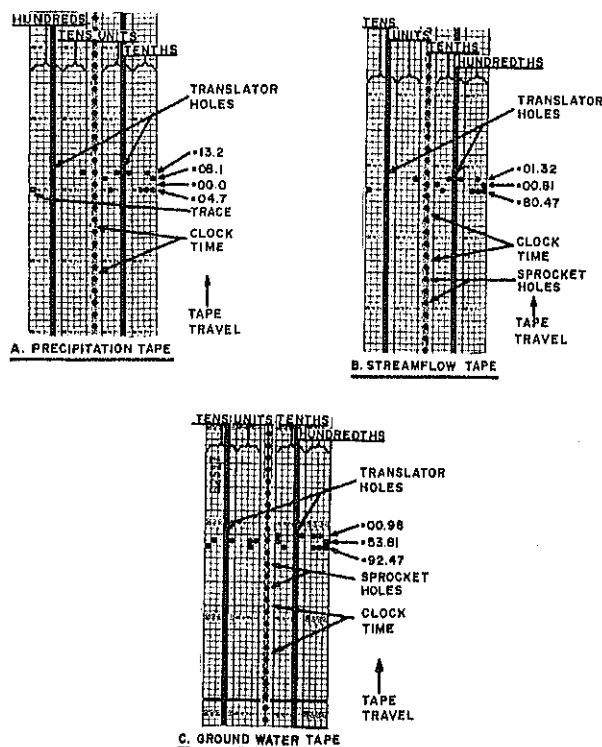 HUNDREDS
TENS UNITS
TENTHS
TRANSLATOR
HOLES
13.2
08.1
00.0
04.7
TRACE
CLOCK
TIME
TAPE
TRAVEL
A. PRECIPITATION TAPE
TENS
UNITS
TENTHS
HUNDREDTHS
TRANSLATOR
HOLES
01.32
00.81
80.47
CLOCK
TIME
SPROCKET
HOLES
TAPE
TRAVEL
B. STREAMFLOW TAPE
TENS UNITS TENTHS
HUNDREDTHS
TRANSLATOR
HOLES
00.98
53.81
92.47
SPROCKET
HOLES
CLOCK
TIME
TAPE
TRAVEL
C. GROUND WATER TAPE